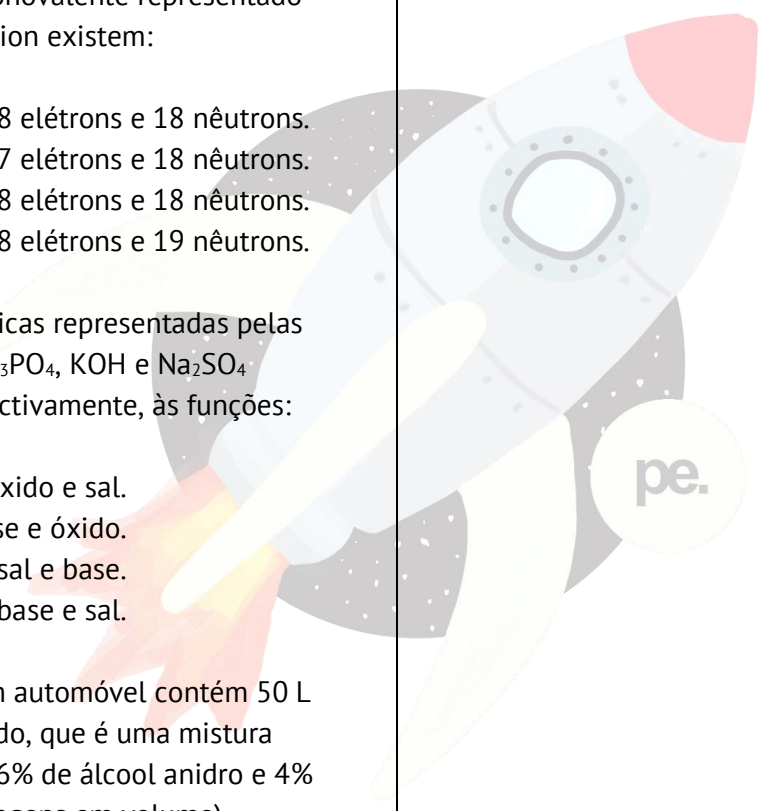 ion existem:
8 elétrons e 18 nêutrons.
7 elétrons e 18 nêutrons.
8 elétrons e 18 nêutrons.
8 elétrons e 19 nêutrons.
icas representadas pelas
₃PO₄, KOH e Na₂SO₄
ctivamente, às funções:
xido e sal.
se e óxido.
sal e base.
base e sal.
automóvel contém 50 L
do, que é uma mistura
6% de álcool anidro e 4%
pe.